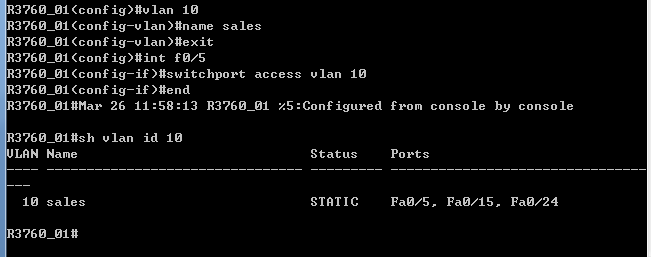 R3760_01(config)#vlan 10
R3760_01(config-vlan)#name sales
R3760_01(config-vlan)#exit
R3760_01(config)#int f0/5
R3760_01(config-if)#switchport access vlan 10
R3760_01(config-if)#end
R3760_01#Mar 26 11:58:13 R3760_01 %5:Configured from console by console
R3760_01#sh vlan id 10
VLAN Name                             Status    Ports
---- -------------------------------- --------- --------------------------------
---
  10 sales                            STATIC    Fa0/5, Fa0/15, Fa0/24
R3760_01#